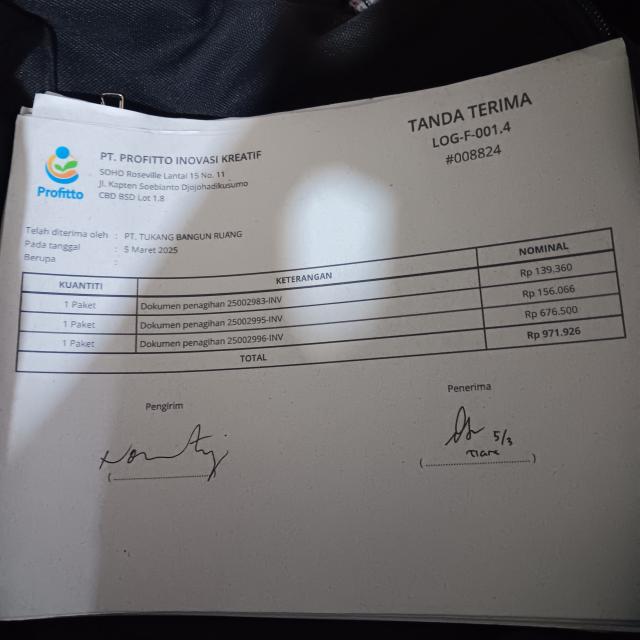 TANDA TERIMA
LOG-F-001.4
#008824
Profitto
PT. PROFITTO INOVASI KREATIF
SOHO Roseville Lantai 15 No. 11
Jl. Kapten Soebianto Djojohadikusumo
CBD BSD Lot 1.8
Telah diterima oleh : PT. TUKANG BANGUN RUANG
Pada tanggal : 5 Maret 2025
Berupa :
KUANTITI KETERANGAN NOMINAL
1 Paket Dokumen penagihan 25002983-INV Rp 139.360
1 Paket Dokumen penagihan 25002995-INV Rp 156.066
1 Paket Dokumen penagihan 25002996-INV Rp 676.500
TOTAL Rp 971.926
Pengirim Penerima
5/3
Tiara
(........................) (........................)